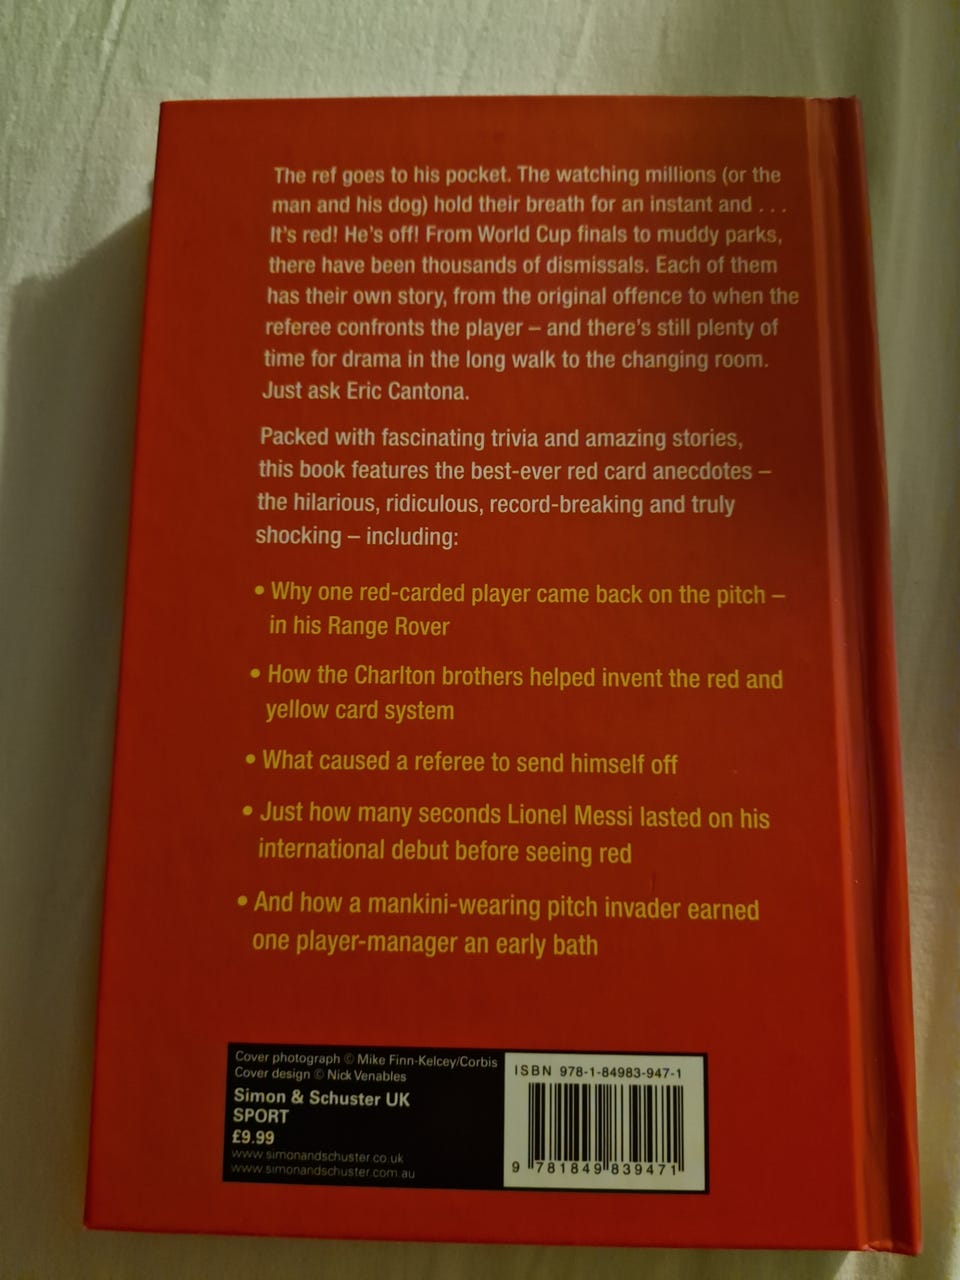 The ref goes to his pocket. The watching millions (or the
man and his dog) hold their breath for an instant and . . .
It's red! He's off! From World Cup finals to muddy parks,
there have been thousands of dismissals. Each of them
has their own story, from the original offence to when the
referee confronts the player – and there's still plenty of
time for drama in the long walk to the changing room.
Just ask Eric Cantona.
Packed with fascinating trivia and amazing stories,
this book features the best-ever red card anecdotes –
the hilarious, ridiculous, record-breaking and truly
shocking – including:
• Why one red-carded player came back on the pitch –
in his Range Rover
• How the Charlton brothers helped invent the red and
yellow card system
• What caused a referee to send himself off
• Just how many seconds Lionel Messi lasted on his
international debut before seeing red
• And how a mankini-wearing pitch invader earned
one player-manager an early bath
Cover photograph © Mike Finn-Kelcey/Corbis
Cover design © Nick Venables
Simon & Schuster UK
SPORT
£9.99
www.simonandschuster.co.uk
www.simonandschuster.com.au
ISBN 978-1-84983-947-1
9 781849 839471